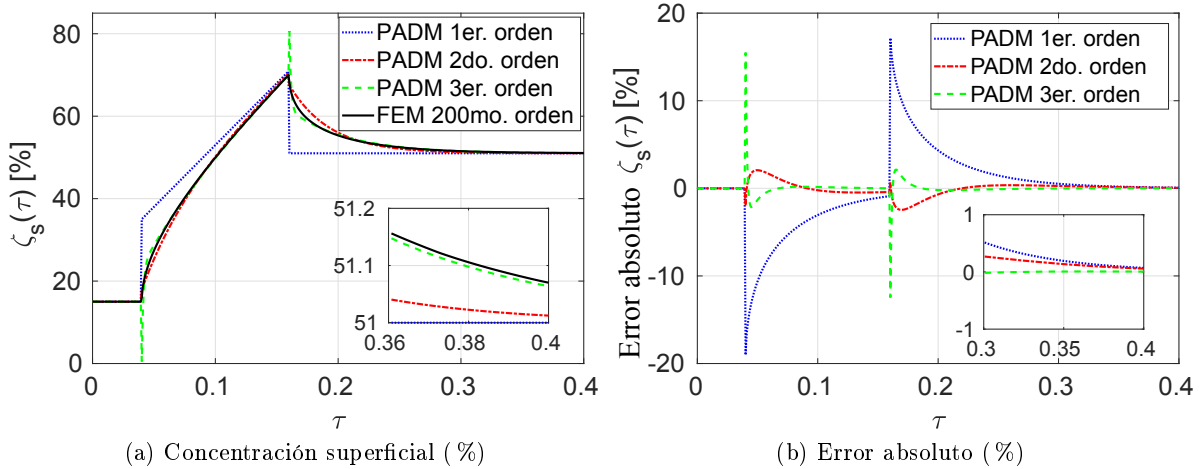 ζs(τ) [%]
80
60
40
20
0
0 0.1 0.2 0.3 0.4
τ
PADM 1er. orden
PADM 2do. orden
PADM 3er. orden
FEM 200mo. orden
51.2
51.1
51
0.36 0.38 0.4
(a) Concentración superficial (%)
Error absoluto ζs(τ) [%]
20
10
0
-10
-20
0 0.1 0.2 0.3 0.4
τ
PADM 1er. orden
PADM 2do. orden
PADM 3er. orden
1
0
-1
0.3 0.35 0.4
(b) Error absoluto (%)